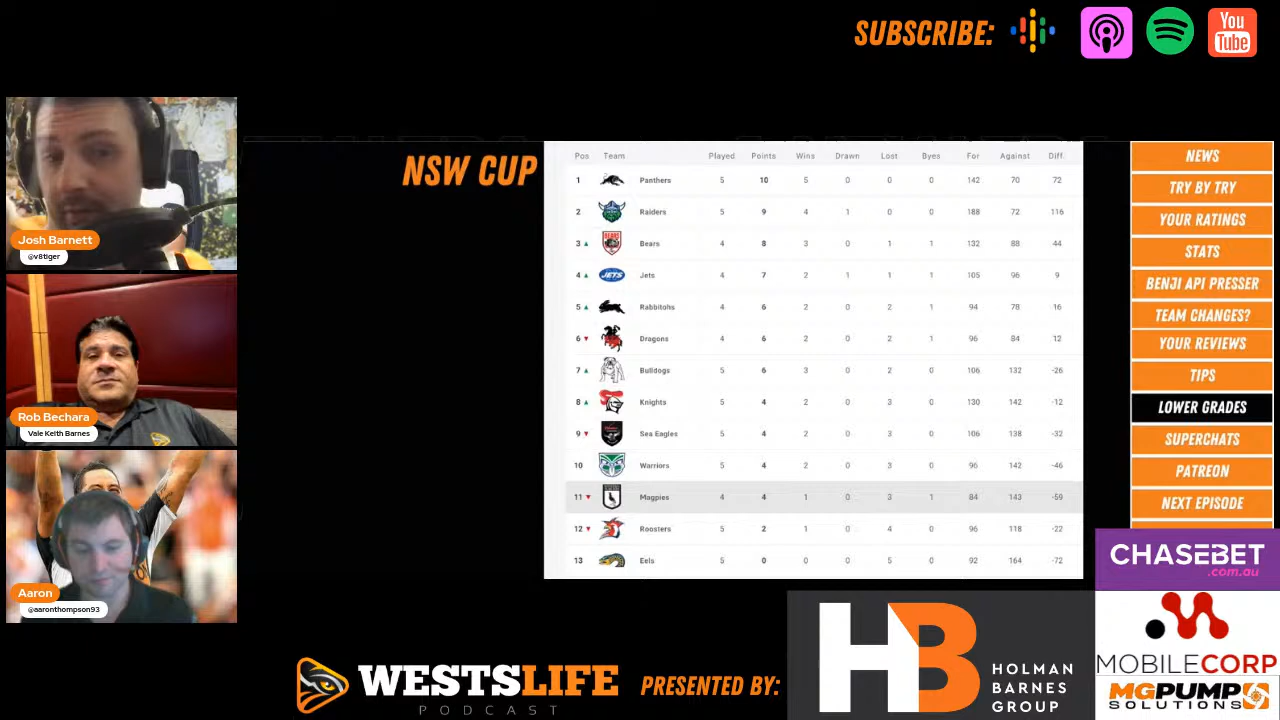 SUBSCRIBE:
You
Tube
NSW CUP
Pos Team Played Points Wins Drawn Lost Byes For Against Diff.
1 Panthers 5 10 5 0 0 0 142 70 72
2 Raiders 5 9 4 1 0 0 188 72 116
3 BEARS Bears 4 8 3 0 1 1 132 88 44
4 JETS Jets 4 7 2 1 1 1 105 96 9
5 Rabbitohs 4 6 2 0 2 1 94 78 16
6 Dragons 4 6 2 0 2 1 96 84 12
7 Bulldogs 5 6 3 0 2 0 106 132 -26
8 Knights 5 4 2 0 3 0 130 142 -12
9 Sea Eagles 5 4 2 0 3 0 106 138 -32
10 Warriors 5 4 2 0 3 0 96 142 -46
11 Magpies 4 4 1 0 3 1 84 143 -59
12 Roosters 5 2 1 0 4 0 96 118 -22
13 Eels 5 0 0 0 5 0 92 164 -72
NEWS
TRY BY TRY
YOUR RATINGS
STATS
BENJI API PRESSER
TEAM CHANGES?
YOUR REVIEWS
TIPS
LOWER GRADES
SUPERCHATS
PATREON
NEXT EPISODE
Josh Barnett
@v8tiger
Rob Bechara
Vale Keith Barnes
Aaron
@aaronthompson93
CHASEBET
.com.au
WESTSLIFE
PODCAST
PRESENTED BY:
HB
HOLMAN
BARNES
GROUP
MOBILECORP
MGPUMP
SOLUTIONS